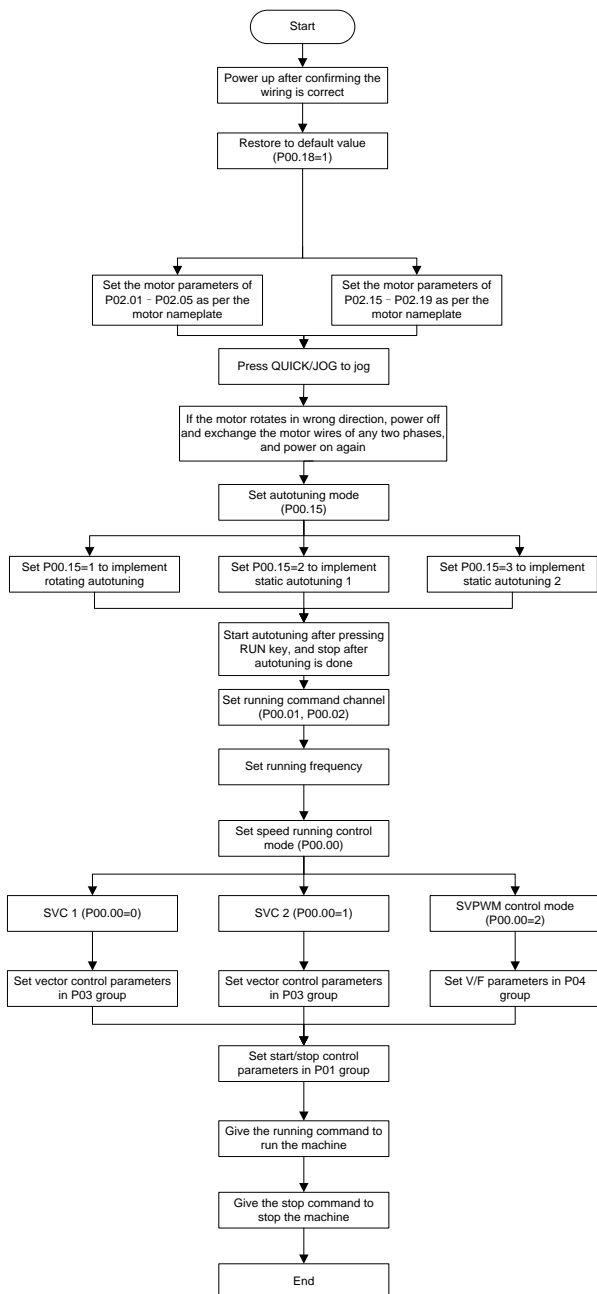 Start
Power up after confirming the
wiring is correct
Restore to default value
(P00.18=1)
Set the motor parameters of
P02.01–P02.05 as per the
motor nameplate
Set the motor parameters of
P02.15–P02.19 as per the
motor nameplate
Press QUICK/JOG to jog
If the motor rotates in wrong direction, power off
and exchange the motor wires of any two phases,
and power on again
Set autotuning mode
(P00.15)
Set P00.15=1 to implement
rotating autotuning
Set P00.15=2 to implement
static autotuning 1
Set P00.15=3 to implement
static autotuning 2
Start autotuning after pressing
RUN key, and stop after
autotuning is done
Set running command channel
(P00.01, P00.02)
Set running frequency
Set speed running control
mode (P00.00)
SVC 1 (P00.00=0)
SVC 2 (P00.00=1)
SVPWM control mode
(P00.00=2)
Set vector control parameters
in P03 group
Set vector control parameters
in P03 group
Set V/F parameters in P04
group
Set start/stop control
parameters in P01 group
Give the running command to
run the machine
Give the stop command to
stop the machine
End